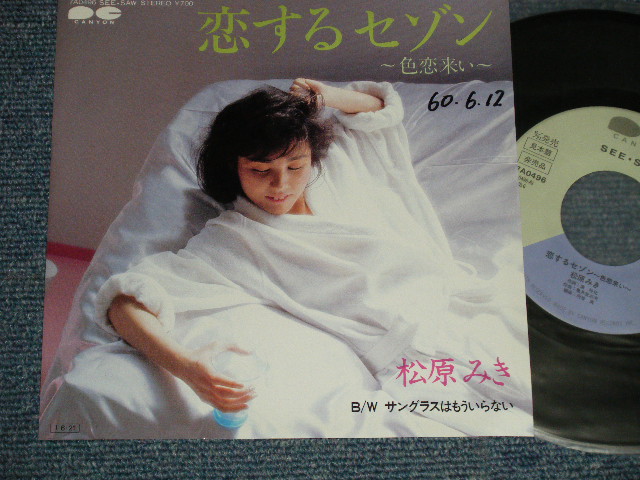 7A0496 SEE・SAW STEREO ¥700
CANYON
恋するセゾン
〜色恋来い〜
60.6.12
松原みき
B/W サングラスはもういらない
CANYON
SEE・S
見本盤
非売品
7A0496
恋するセゾン〜色恋来い〜
松原みき